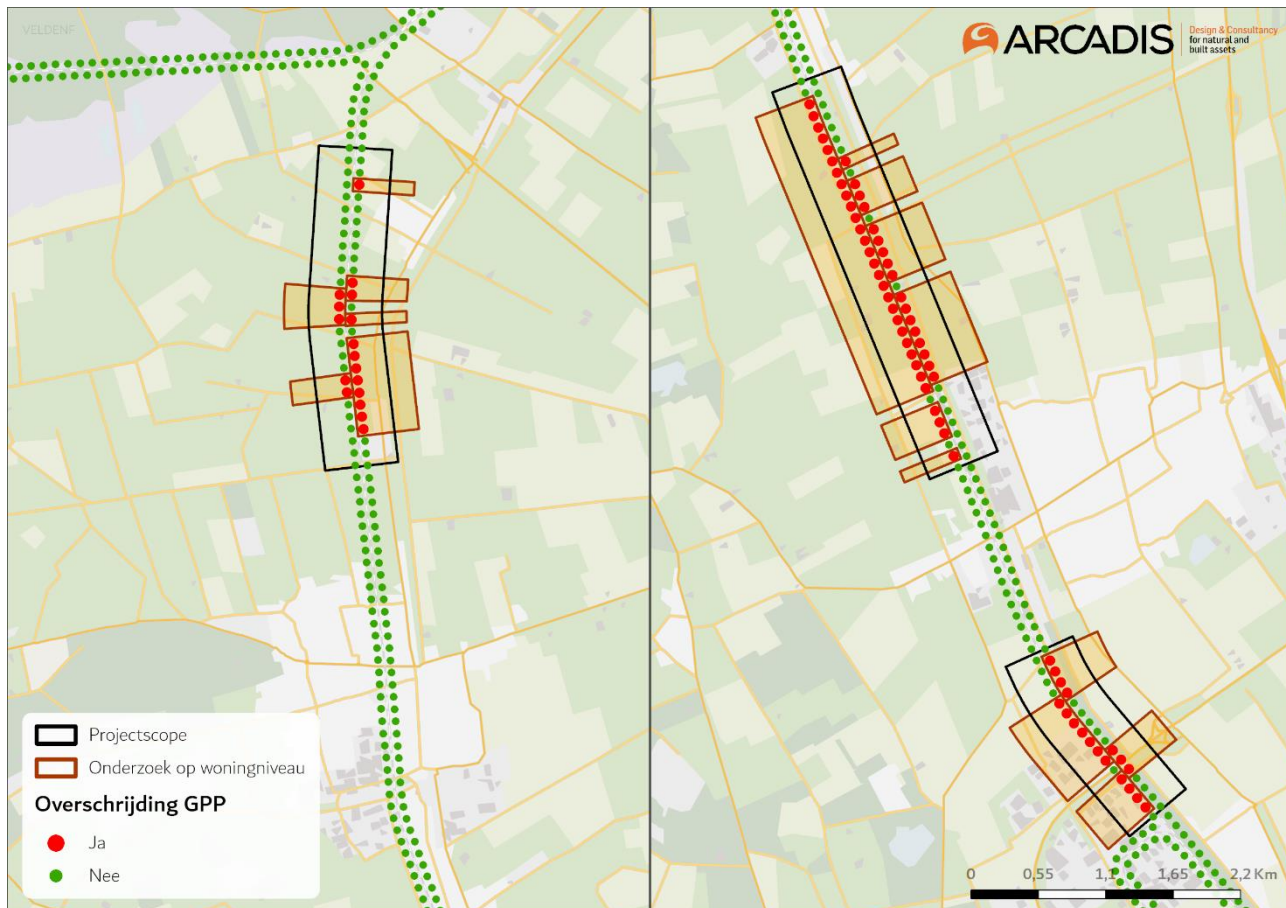 VELDENF
ARCADIS
Design & Consultancy
for natural and
built assets
Projectscope
Onderzoek op woningniveau
Overschrijding GPP
Ja
Nee
0 0,55 1,1 1,65 2,2 Km